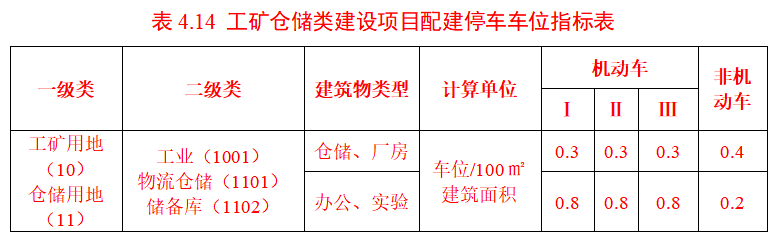 表 4.14 工矿仓储类建设项目配建停车车位指标表
一级类 二级类 建筑物类型 计算单位 机动车 非机动车
Ⅰ Ⅱ Ⅲ
工矿用地（10）
仓储用地（11）
工业（1001）
物流仓储（1101）
储备库（1102）
仓储、厂房 车位/100㎡建筑面积 0.3 0.3 0.3 0.4
办公、实验 0.8 0.8 0.8 0.2